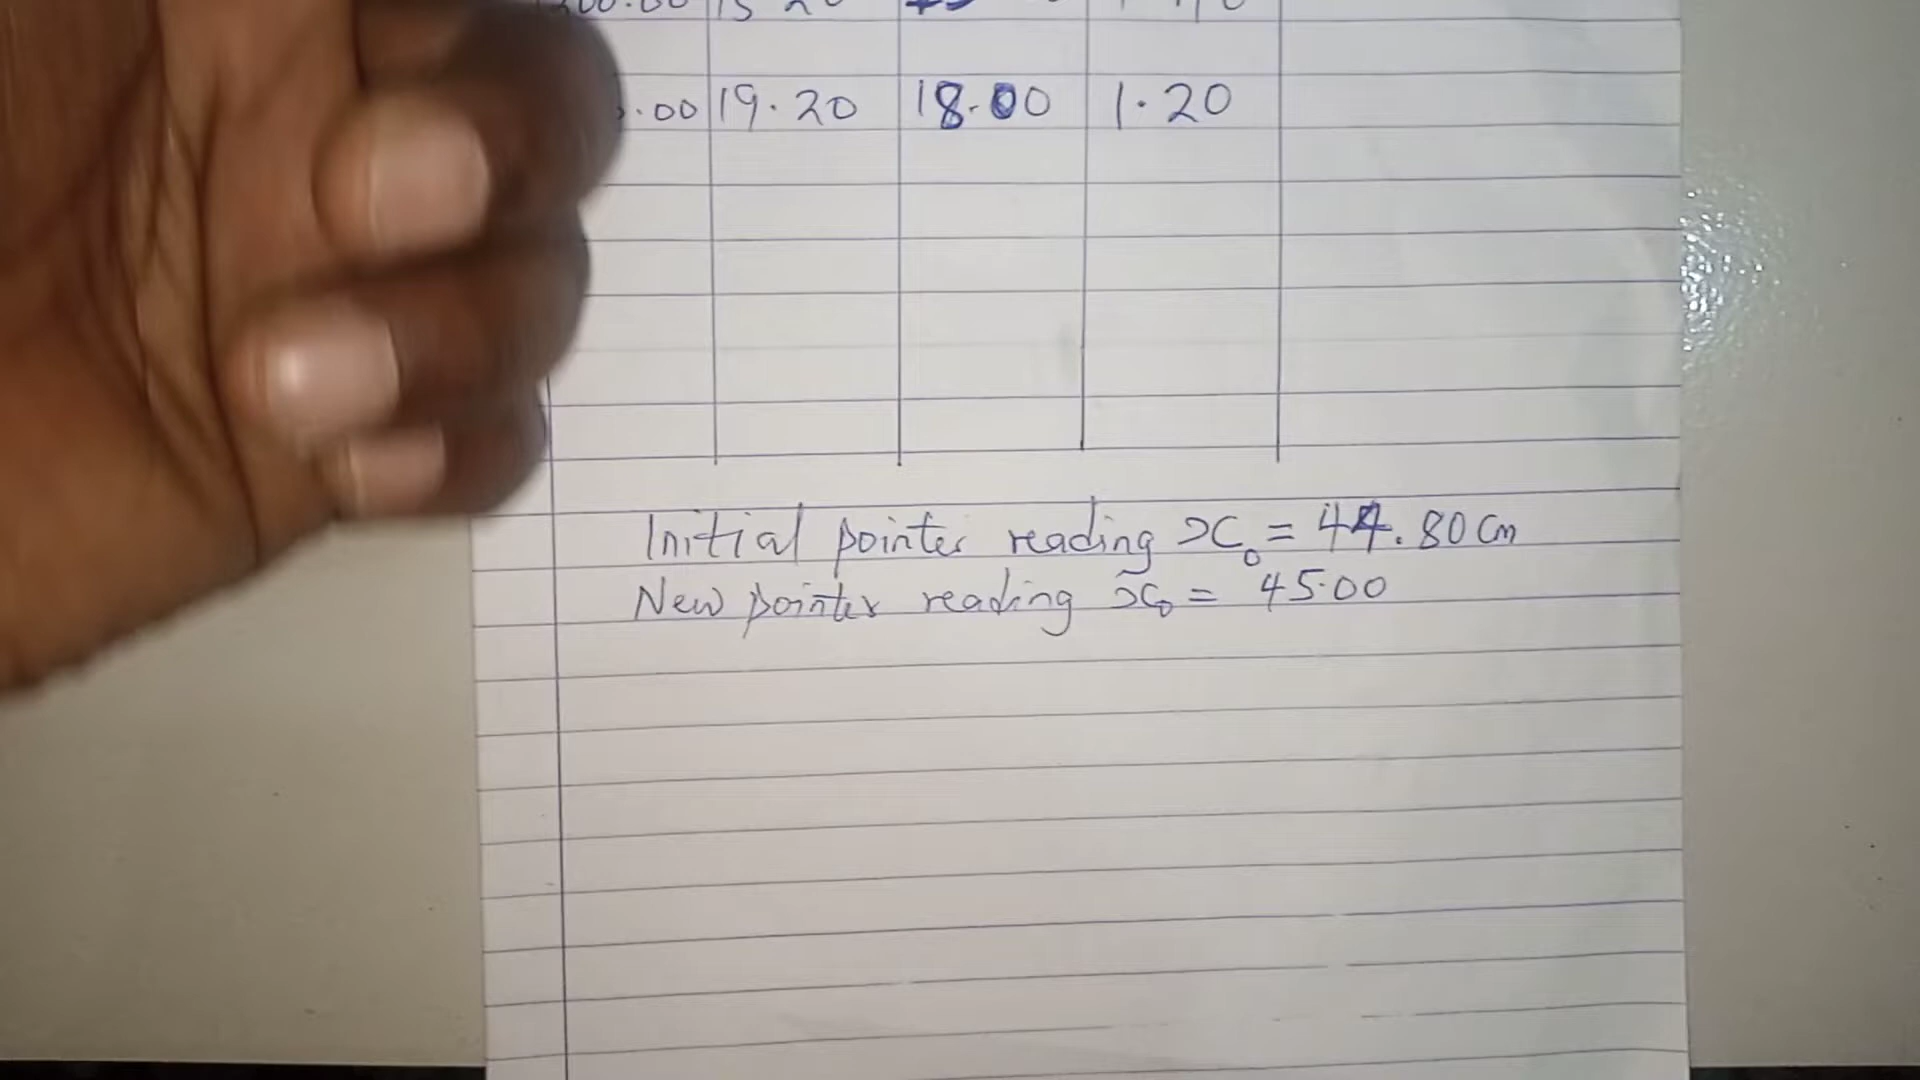 .00 19.20 18.00 1.20
Initial pointer reading x₀ = 44.80 cm
New pointer reading x₀ = 45.00